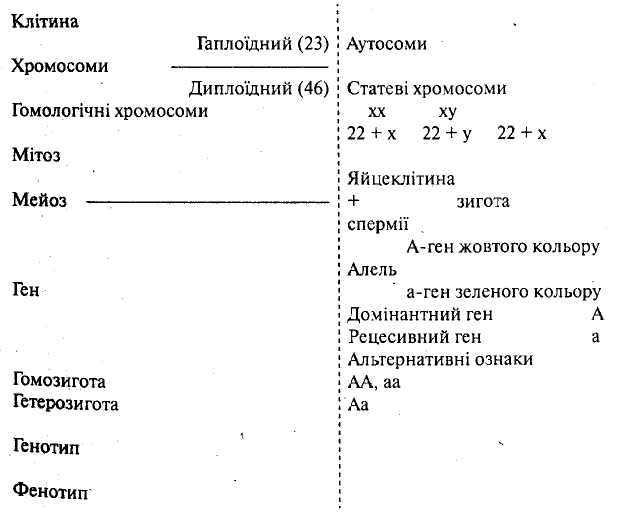 Клітина
Гаплоїдний (23) Аутосоми
Хромосоми
Диплоїдний (46) Статеві хромосоми
Гомологічні хромосоми хх ху
22 + х 22 + у 22 + х
Мітоз
Яйцеклітина
Мейоз + зигота
спермії
А-ген жовтого кольору
Алель
Ген а-ген зеленого кольору
Домінантний ген А
Рецесивний ген а
Альтернативні ознаки
Гомозигота АА, аа
Гетерозигота Аа
Генотип
Фенотип